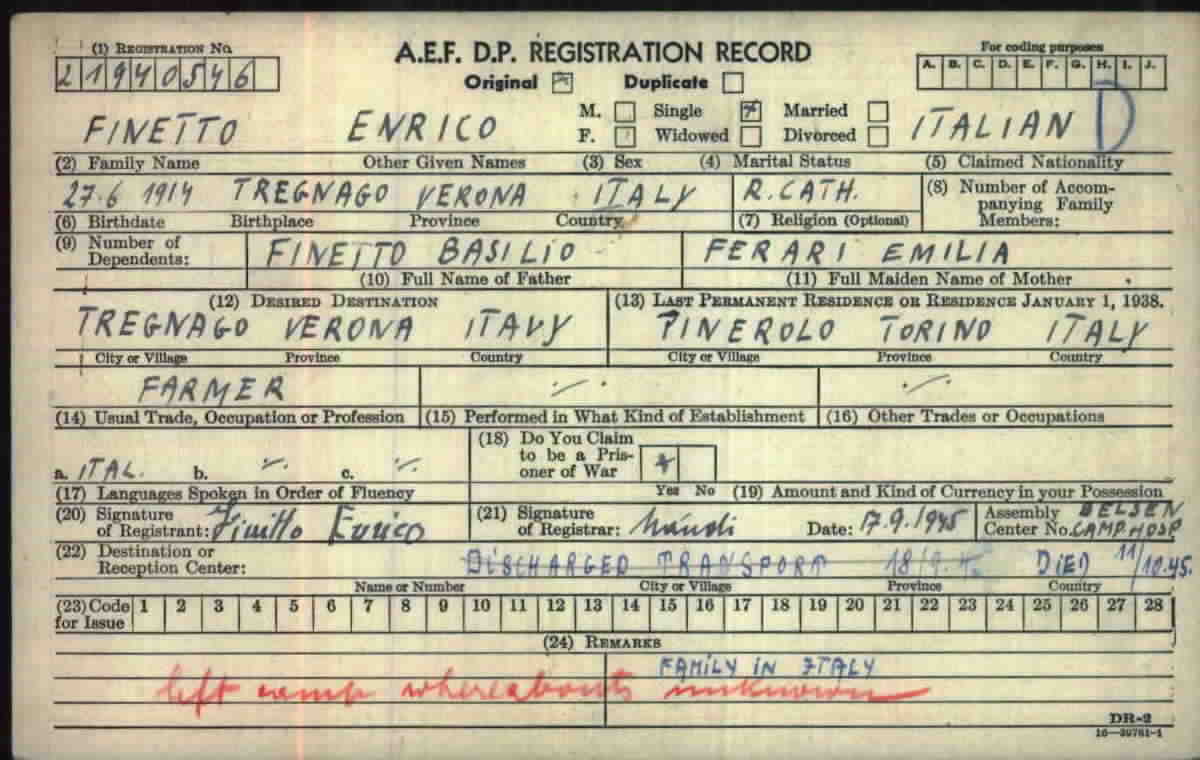 (1) REGISTRATION No.
21940546
A.E.F. D.P. REGISTRATION RECORD
Original Duplicate
For coding purposes
A. B. C. D. E. F. G. H. I. J.
FINETTO ENRICO
M. Single Married
F. Widowed Divorced
ITALIAN D
(2) Family Name Other Given Names (3) Sex (4) Marital Status (5) Claimed Nationality
27.6 1914 TREGNAGO VERONA ITALY R. CATH.
(8) Number of Accompanying Family Members:
(6) Birthdate Birthplace Province Country (7) Religion (Optional)
(9) Number of Dependents:
FINETTO BASILIO FERARI EMILIA
(10) Full Name of Father (11) Full Maiden Name of Mother
(12) DESIRED DESTINATION (13) LAST PERMANENT RESIDENCE OR RESIDENCE JANUARY 1, 1938.
TREGNAGO VERONA ITAVY PINEROLO TORINO ITALY
City or Village Province Country City or Village Province Country
FARMER -/. -/.
(14) Usual Trade, Occupation or Profession (15) Performed in What Kind of Establishment (16) Other Trades or Occupations
(18) Do You Claim to be a Prisoner of War
a. ITAL. b. -/. c. -/.
(17) Languages Spoken in Order of Fluency Yes No (19) Amount and Kind of Currency in your Possession
(20) Signature of Registrant: Finetto Enrico
(21) Signature of Registrar: Date: 17.9.1945
Assembly Center No. BELSEN CAMP HOSP
(22) Destination or Reception Center: DISCHARGED TRANSPORT 18/9. DIED 11/10.45.
Name or Number City or Village Province Country
(23) Code for Issue 1 2 3 4 5 6 7 8 9 10 11 12 13 14 15 16 17 18 19 20 21 22 23 24 25 26 27 28
(24) REMARKS
FAMILY IN ITALY
left camp whereabouts unknown
DR-2
16—39761-1